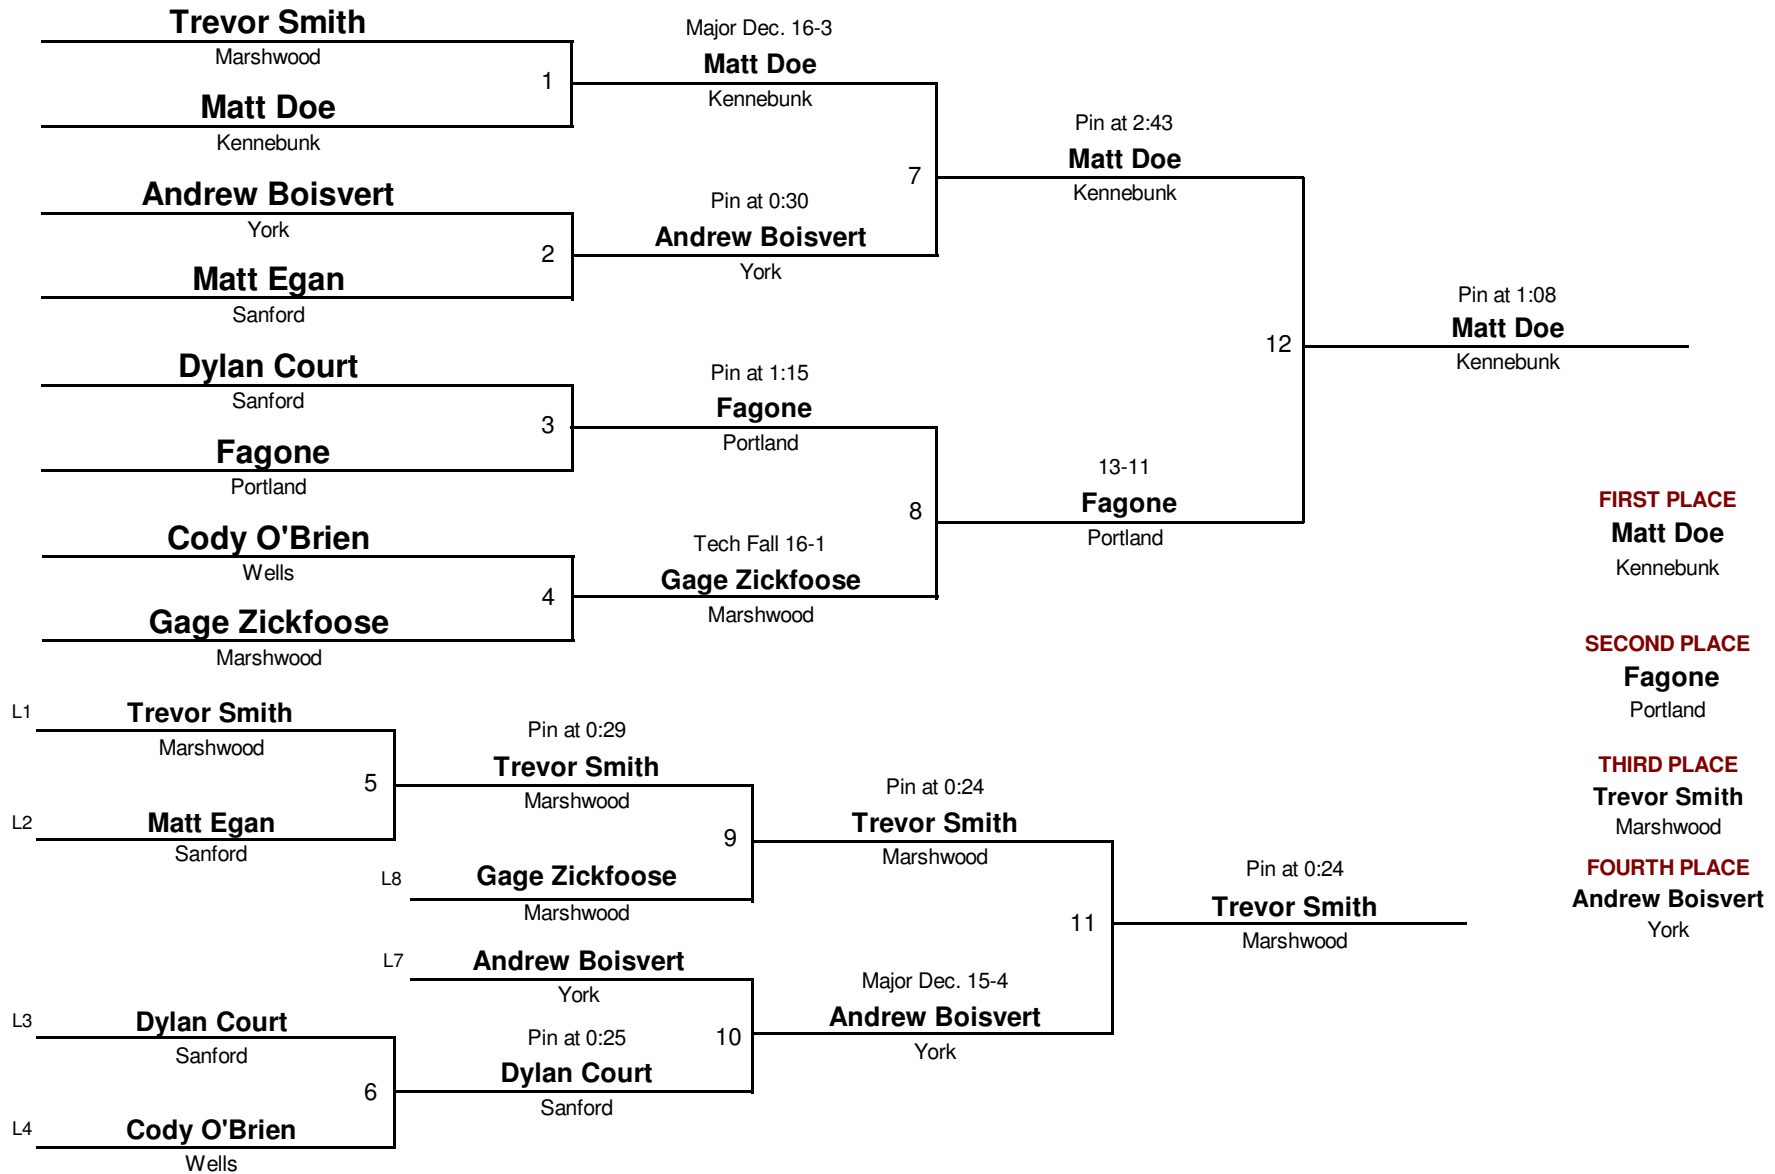 Trevor Smith
Marshwood
1
Matt Doe
Kennebunk
Andrew Boisvert
York
2
Matt Egan
Sanford
Dylan Court
Sanford
3
Fagone
Portland
Cody O'Brien
Wells
4
Gage Zickfoose
Marshwood
Major Dec. 16-3
Matt Doe
Kennebunk
7
Pin at 0:30
Andrew Boisvert
York
Pin at 1:15
Fagone
Portland
8
Tech Fall 16-1
Gage Zickfoose
Marshwood
Pin at 2:43
Matt Doe
Kennebunk
12
13-11
Fagone
Portland
Pin at 1:08
Matt Doe
Kennebunk
FIRST PLACE
Matt Doe
Kennebunk
SECOND PLACE
Fagone
Portland
THIRD PLACE
Trevor Smith
Marshwood
FOURTH PLACE
Andrew Boisvert
York
L1 Trevor Smith
Marshwood
5
L2 Matt Egan
Sanford
L3 Dylan Court
Sanford
6
L4 Cody O'Brien
Wells
Pin at 0:29
Trevor Smith
Marshwood
9
L8 Gage Zickfoose
Marshwood
L7 Andrew Boisvert
York
10
Pin at 0:25
Dylan Court
Sanford
Pin at 0:24
Trevor Smith
Marshwood
11
Major Dec. 15-4
Andrew Boisvert
York
Pin at 0:24
Trevor Smith
Marshwood